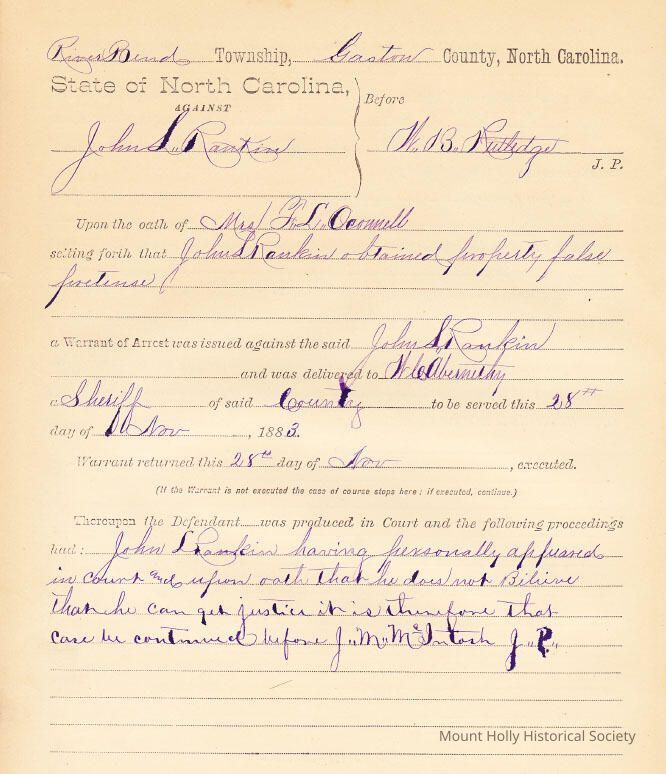 River Bend Township, Gaston County, North Carolina.
State of North Carolina,
AGAINST
Before
John S. Rankin
W. B. Rutledge
J. P.
Upon the oath of Mrs F. L. Oconnell
setting forth that John S Rankin obtained property false
pretense
a Warrant of Arrest was issued against the said John S. Rankin
and was delivered to W C Abernethy
a Sheriff of said County to be served this 28th
day of Nov, 1883.
Warrant returned this 28th day of Nov, executed.
(If the Warrant is not executed the case of course stops here: if executed, continue.)
Thereupon the Defendant was produced in Court and the following proceedings
had: John S Rankin having personally appeared
in court and upon oath that he does not Believe
that he can get justice it is therefore that
case be continued before J. M. McIntosh J. P.
Mount Holly Historical Society